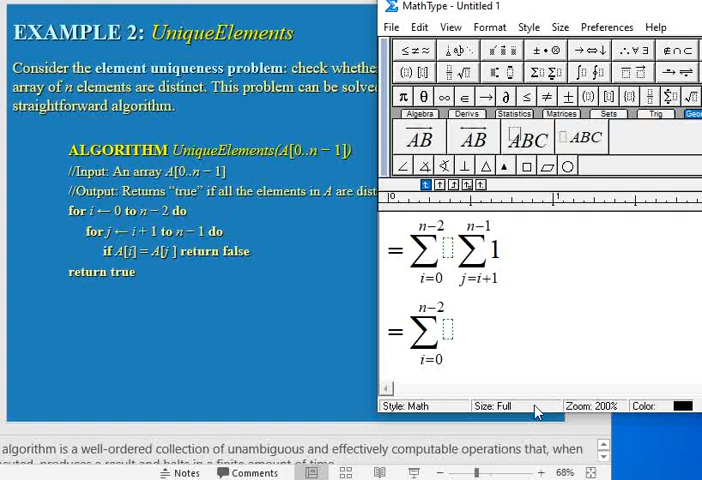 MathType - Untitled 1
File Edit View Format Style Size Preferences Help
EXAMPLE 2: UniqueElements
Consider the element uniqueness problem: check whethe
array of n elements are distinct. This problem can be solve
straightforward algorithm.
ALGORITHM UniqueElements(A[0..n − 1])
//Input: An array A[0..n − 1]
//Output: Returns “true” if all the elements in A are dist
for i ← 0 to n − 2 do
for j ← i + 1 to n − 1 do
if A[i] = A[j ] return false
return true
Algebra Derivs Statistics Matrices Sets Trig Geo
AB AB ABC ABC
0 1
n−2 n−1
= ∑ ∑ 1
i=0 j=i+1
n−2
= ∑
i=0
Style: Math Size: Full Zoom: 200% Color:
algorithm is a well-ordered collection of unambiguous and effectively computable operations that, when
Notes Comments 68%